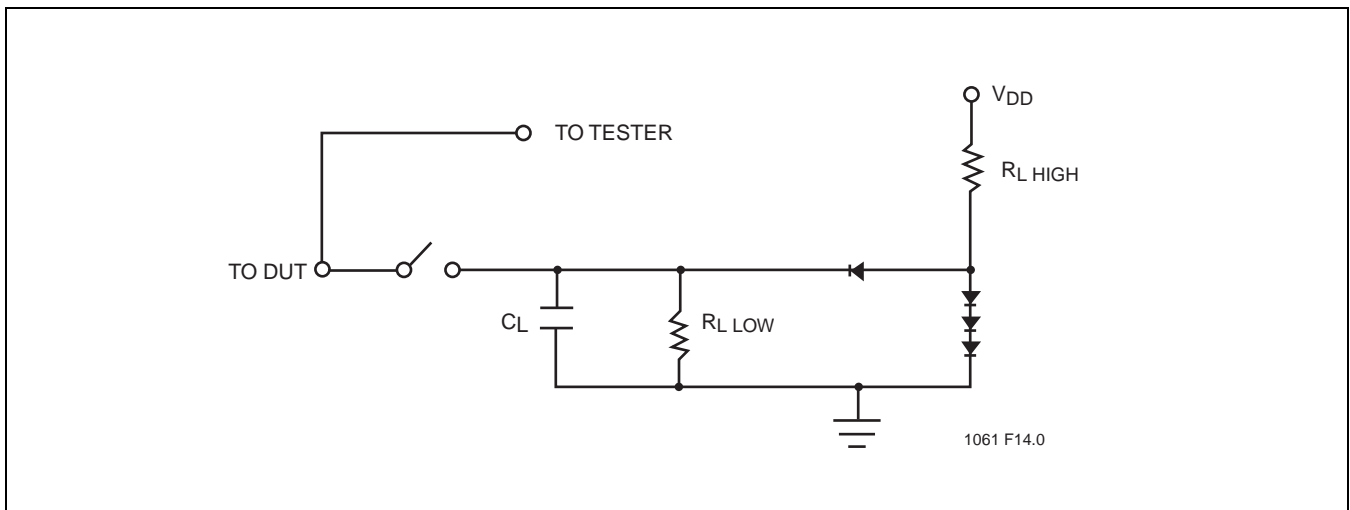 VDD
TO TESTER
RL HIGH
TO DUT
CL
RL LOW
1061 F14.0